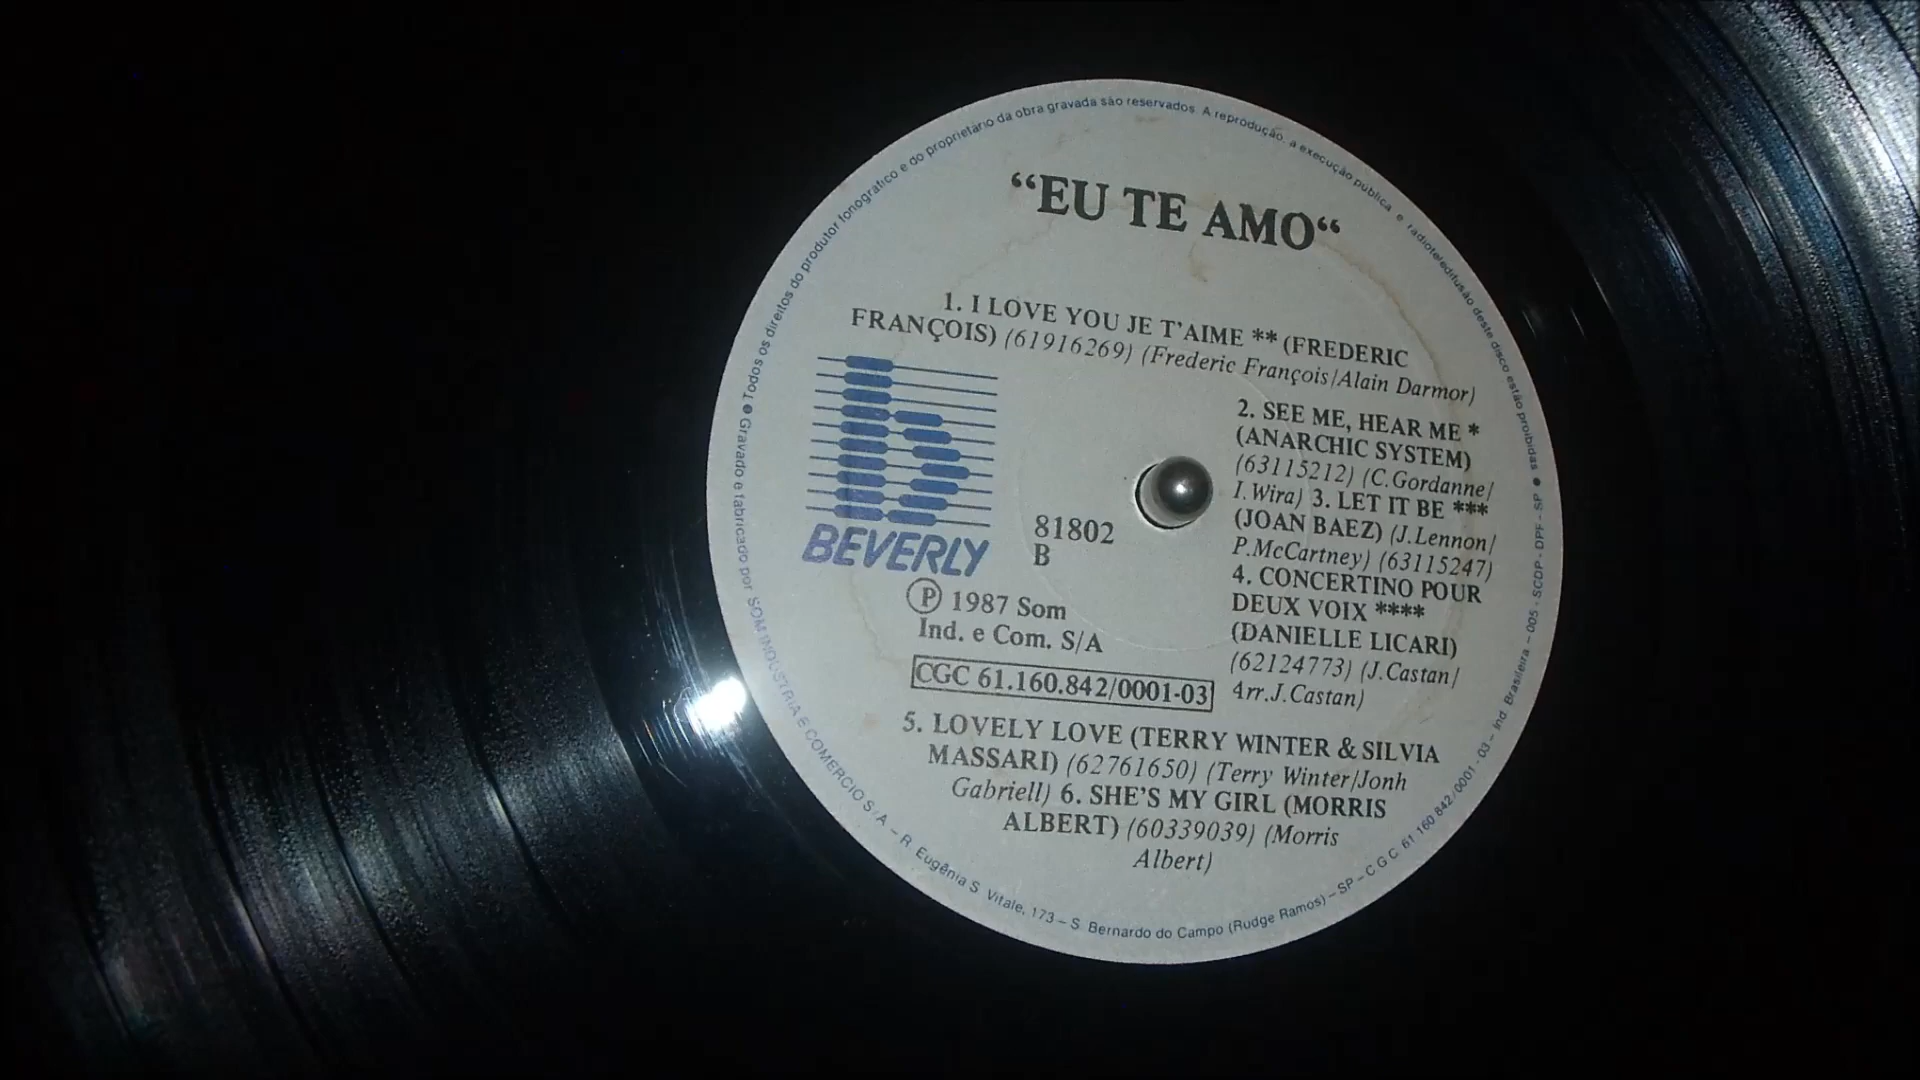 “EU TE AMO“
1. I LOVE YOU JE T’AIME ** (FREDERIC
FRANÇOIS) (61916269) (Frederic François/Alain Darmor)
2. SEE ME, HEAR ME *
(ANARCHIC SYSTEM)
(63115212) (C.Gordanne/
I.Wira) 3. LET IT BE ***
(JOAN BAEZ) (J.Lennon/
P.McCartney) (63115247)
4. CONCERTINO POUR
DEUX VOIX ****
(DANIELLE LICARI)
(62124773) (J.Castan/
Arr.J.Castan)
b
BEVERLY
81802
B
Ⓟ 1987 Som
Ind. e Com. S/A
CGC 61.160.842/0001-03
5. LOVELY LOVE (TERRY WINTER & SILVIA
MASSARI) (62761650) (Terry Winter/Jonh
Gabriell) 6. SHE’S MY GIRL (MORRIS
ALBERT) (60339039) (Morris
Albert)
● Todos os direitos do produtor fonográfico e do proprietário da obra gravada são reservados. A reprodução, a execução pública e radioteledifusão deste disco estão proibidas ●
Gravado e fabricado por SOM INDÚSTRIA E COMERCIO S/A – R. Eugênia S. Vitale, 173 – S. Bernardo do Campo (Rudge Ramos) – SP – C G C 61 160 842/0001 - 03 – Ind. Brasileira – 005 - SCDP - DPF - SP